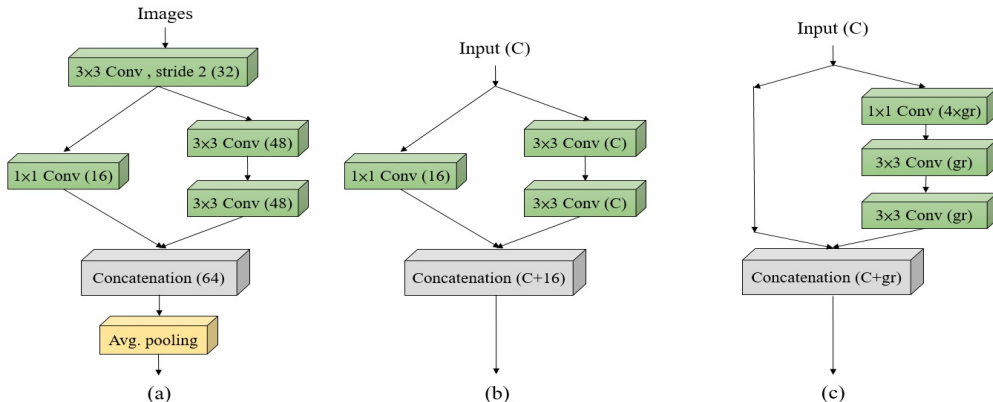 Images
3×3 Conv , stride 2 (32)
3×3 Conv (48)
1×1 Conv (16)
3×3 Conv (48)
Concatenation (64)
Avg. pooling
(a)
Input (C)
3×3 Conv (C)
1×1 Conv (16)
3×3 Conv (C)
Concatenation (C+16)
(b)
Input (C)
1×1 Conv (4×gr)
3×3 Conv (gr)
3×3 Conv (gr)
Concatenation (C+gr)
(c)